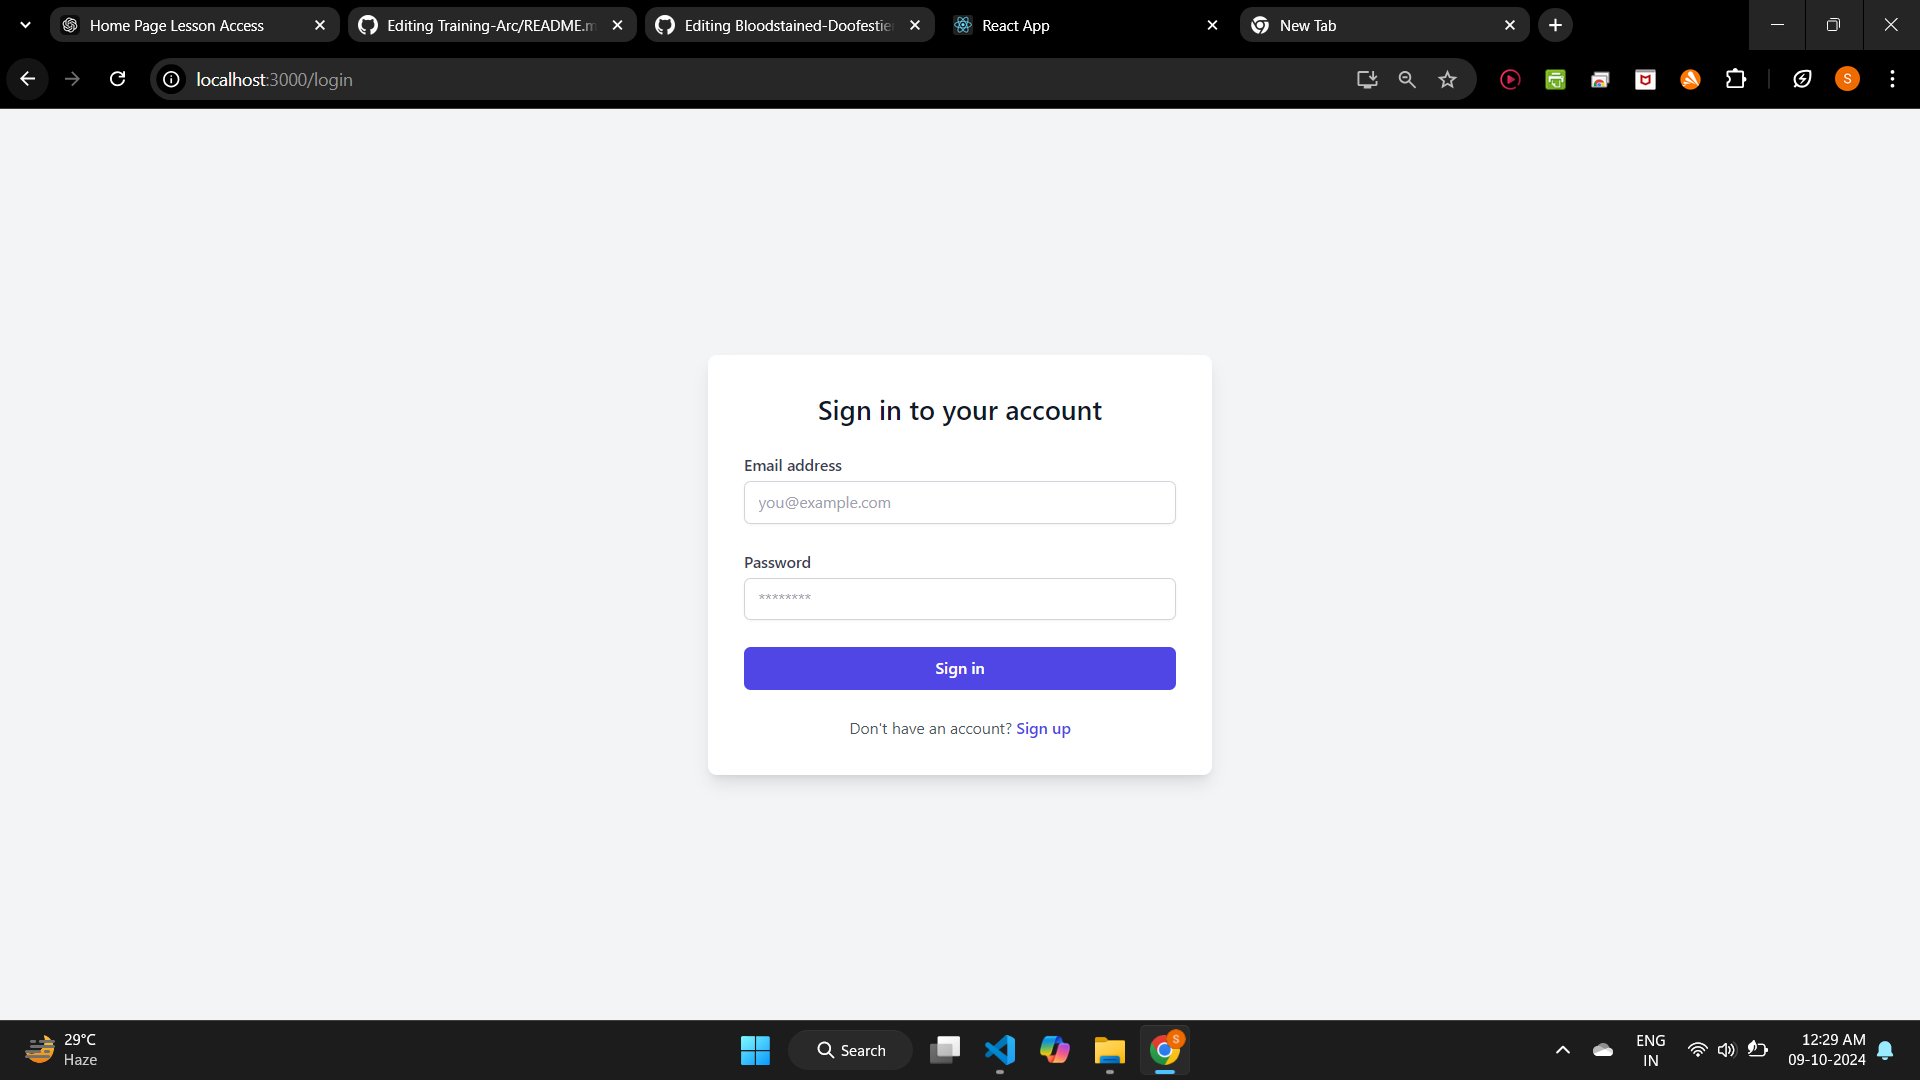 Home Page Lesson Access
Editing Training-Arc/README.m
Editing Bloodstained-Doofestie
React App
New Tab
localhost:3000/login
S
Sign in to your account
Email address
you@example.com
Password
********
Sign in
Don't have an account? Sign up
29°C
Haze
Search
S
ENG
IN
12:29 AM
09-10-2024